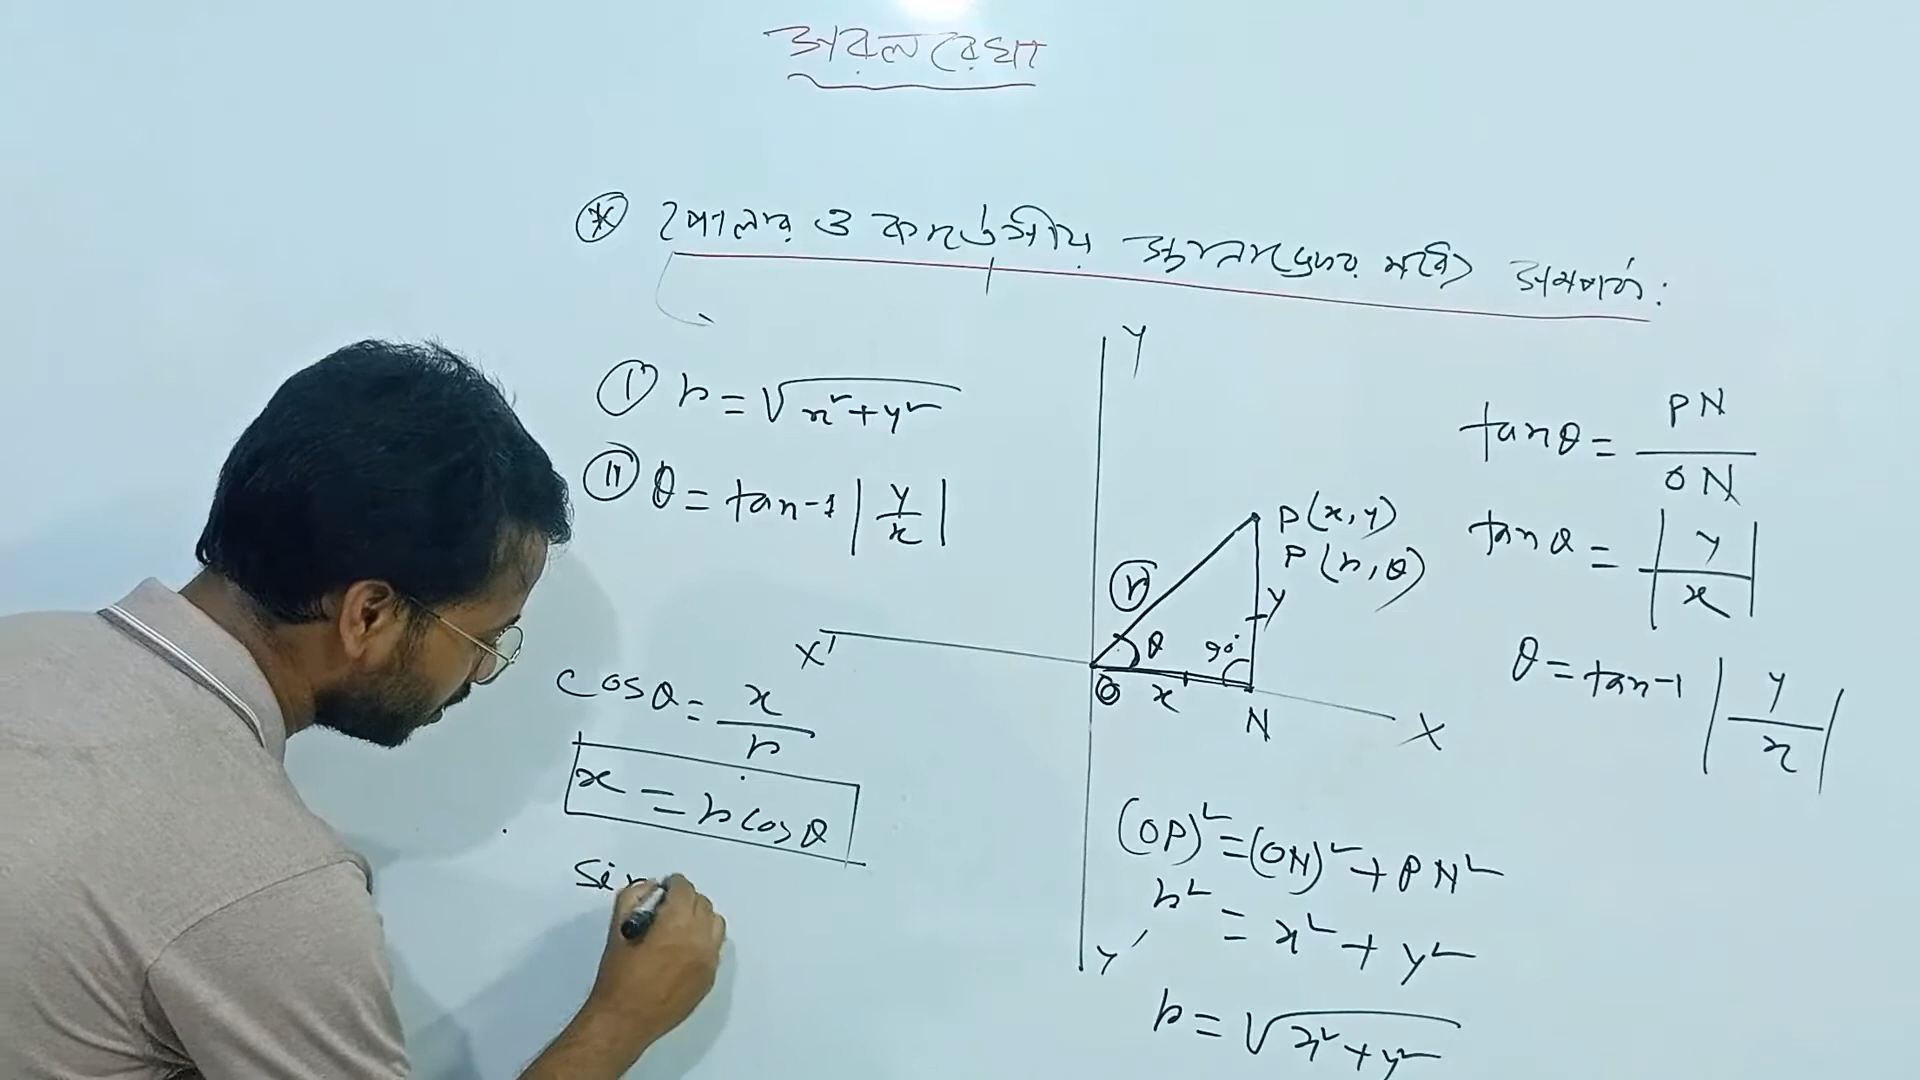 সরলরেখা
* পোলার ও কার্তেসীয় স্থানাঙ্কের মধ্যে সম্পর্ক:
(i) r = √(x²+y²)
(ii) θ = tan-1 |y/x|
cosθ = x/r
x = r cosθ
sin
Y
X'
X
Y'
O
N
P(x,y)
P(r,θ)
r
θ
90°
x
y
(OP)² = (ON)² + PN²
r² = x² + y²
r = √(x²+y²)
tanθ = PN/ON
tanθ = |y/x|
θ = tan-1 |y/x|